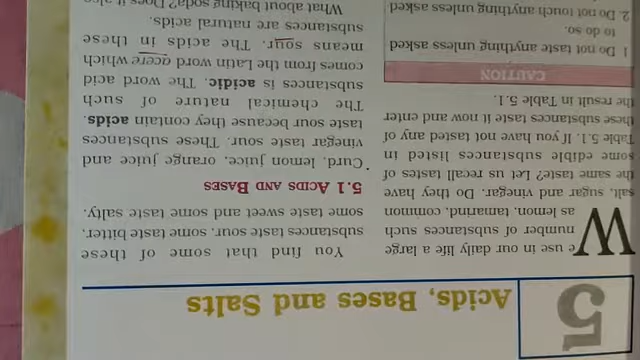 5
Acids, Bases and Salts
We use in our daily life a large
number of substances such
as lemon, tamarind, common
salt, sugar and vinegar. Do they have
the same taste? Let us recall tastes of
some edible substances listed in
Table 5.1. If you have not tasted any of
these substances taste it now and enter
the result in Table 5.1.
CAUTION
1 Do not taste anything unless asked
to do so.
2. Do not touch anything unless asked
You find that some of these
substances taste sour, some taste bitter,
some taste sweet and some taste salty.
5.1 ACIDS AND BASES
Curd, lemon juice, orange juice and
vinegar taste sour. These substances
taste sour because they contain acids.
The chemical nature of such
substances is acidic. The word acid
comes from the Latin word acere which
means sour. The acids in these
substances are natural acids.
What about baking soda? Does it also